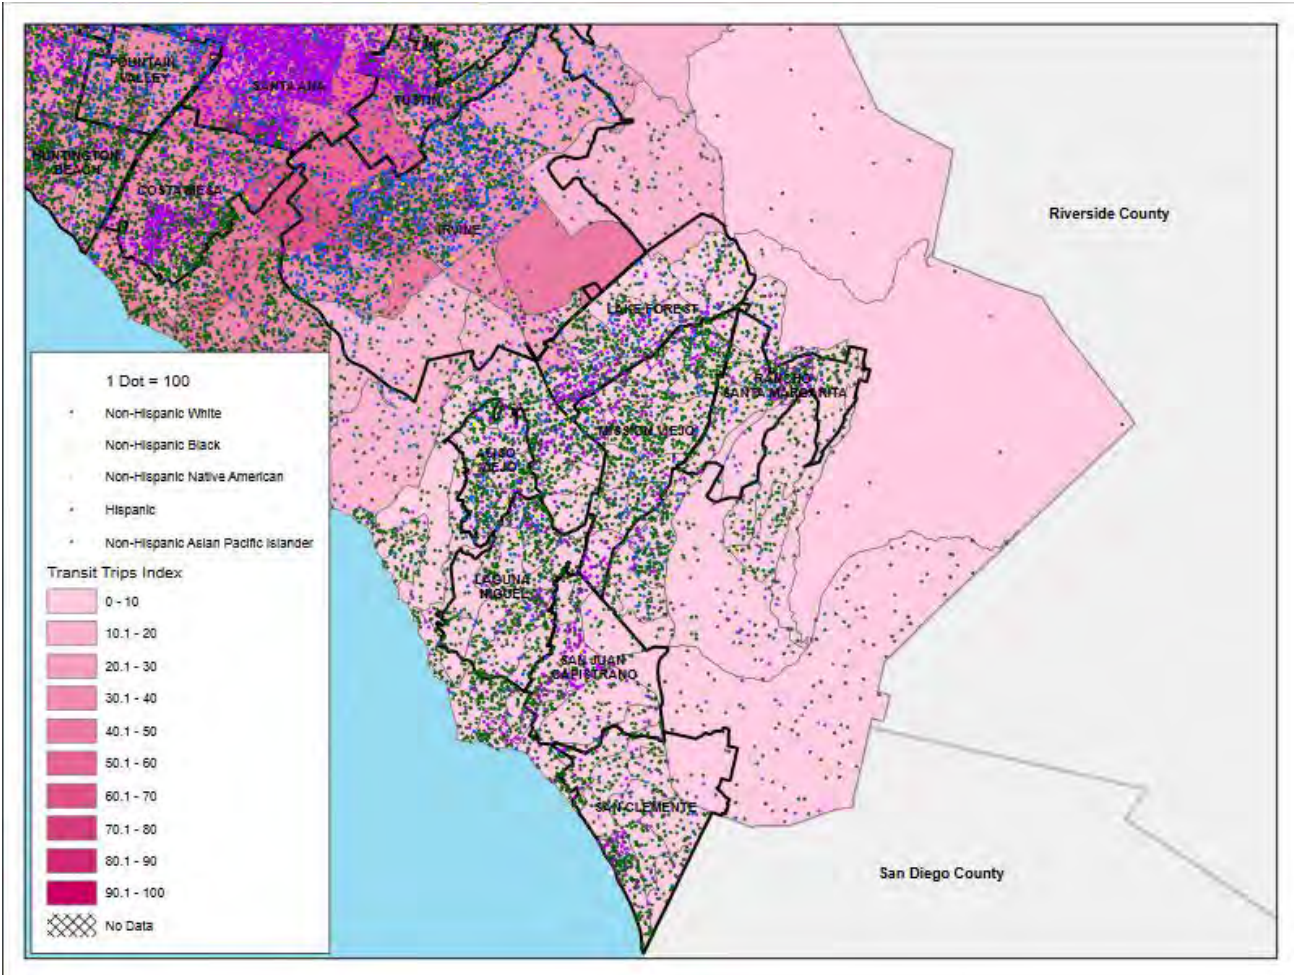 FOUNTAIN
VALLEY
SANTA ANA
TUSTIN
HUNTINGTON
BEACH
COSTA MESA
IRVINE
Riverside County
LAKE FOREST
RANCHO
SANTA MARGARITA
MISSION VIEJO
ALISO
VIEJO
LAGUNA
NIGUEL
SAN JUAN
CAPISTRANO
SAN CLEMENTE
San Diego County
1 Dot = 100
Non-Hispanic White
Non-Hispanic Black
Non-Hispanic Native American
Hispanic
Non-Hispanic Asian Pacific Islander
Transit Trips Index
0 - 10
10.1 - 20
20.1 - 30
30.1 - 40
40.1 - 50
50.1 - 60
60.1 - 70
70.1 - 80
80.1 - 90
90.1 - 100
No Data